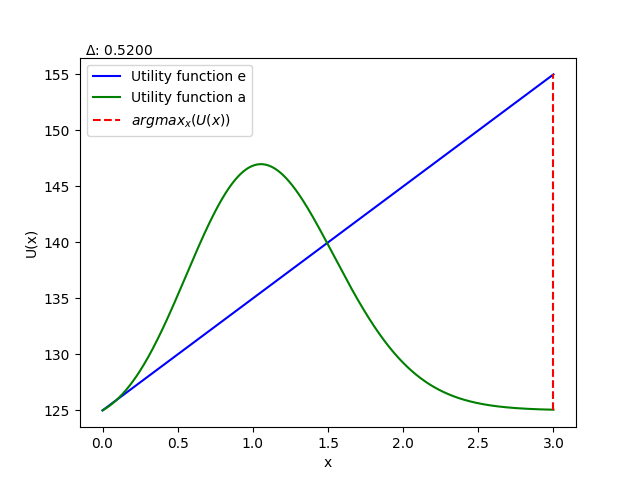 Δ: 0.5200
Utility function e
Utility function a
argmaxₓ(U(x))
155
150
145
140
135
130
125
U(x)
0.0 0.5 1.0 1.5 2.0 2.5 3.0
x